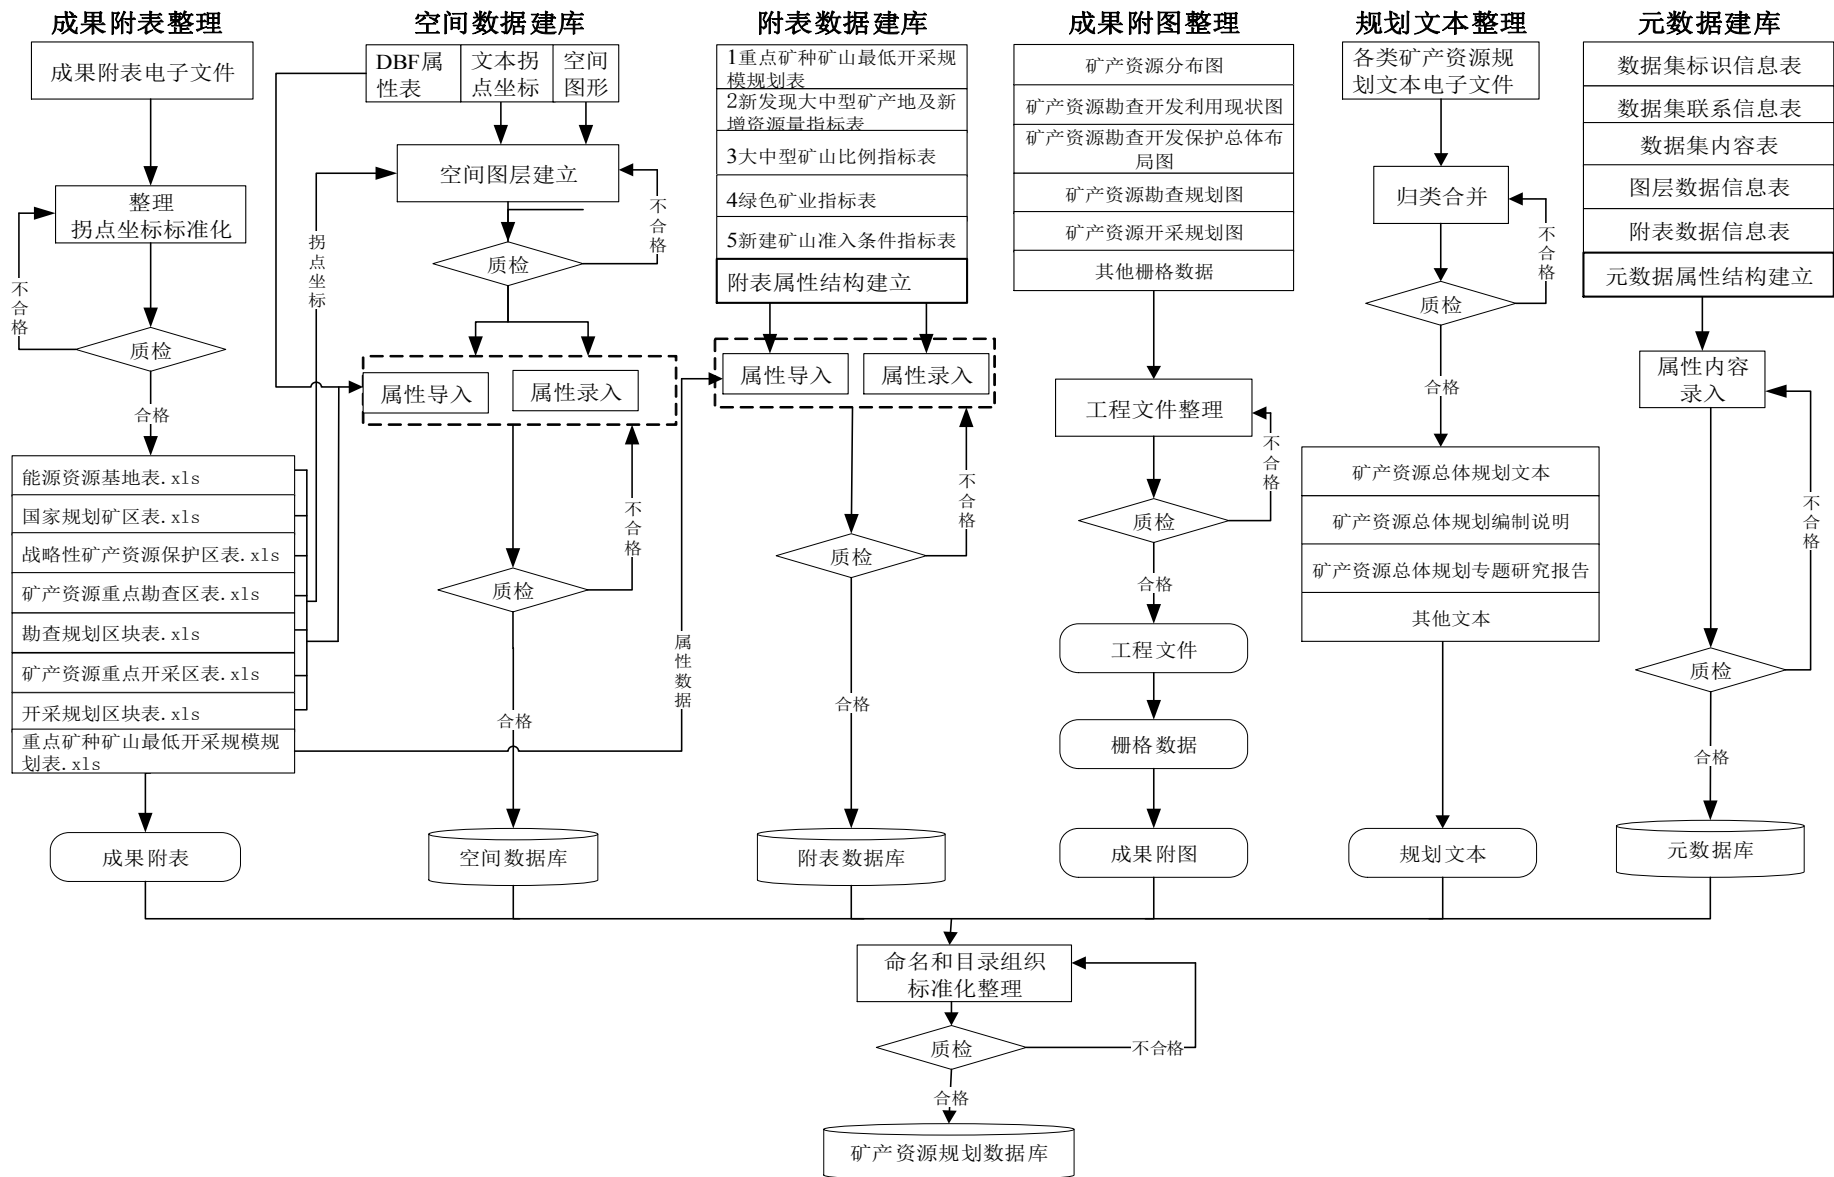 成果附表整理
成果附表电子文件
整理
拐点坐标标准化
不合格
质检
合格
能源资源基地表.xls
国家规划矿区表.xls
战略性矿产资源保护区表.xls
矿产资源重点勘查区表.xls
勘查规划区块表.xls
矿产资源重点开采区表.xls
开采规划区块表.xls
重点矿种矿山最低开采规模规
划表.xls
成果附表
空间数据建库
DBF属
性表
文本拐
点坐标
空间
图形
空间图层建立
不合格
拐点坐标
质检
属性导入
属性录入
不合格
质检
合格
空间数据库
附表数据建库
1重点矿种矿山最低开采规
模规划表
2新发现大中型矿产地及新
增资源量指标表
3大中型矿山比例指标表
4绿色矿业指标表
5新建矿山准入条件指标表
附表属性结构建立
属性导入
属性录入
属性数据
不合格
质检
合格
附表数据库
成果附图整理
矿产资源分布图
矿产资源勘查开发利用现状图
矿产资源勘查开发保护总体布
局图
矿产资源勘查规划图
矿产资源开采规划图
其他栅格数据
工程文件整理
不合格
质检
合格
工程文件
栅格数据
成果附图
规划文本整理
各类矿产资源规
划文本电子文件
归类合并
不合格
质检
合格
矿产资源总体规划文本
矿产资源总体规划编制说明
矿产资源总体规划专题研究报告
其他文本
规划文本
元数据建库
数据集标识信息表
数据集联系信息表
数据集内容表
图层数据信息表
附表数据信息表
元数据属性结构建立
属性内容
录入
不合格
质检
合格
元数据库
命名和目录组织
标准化整理
质检
不合格
合格
矿产资源规划数据库